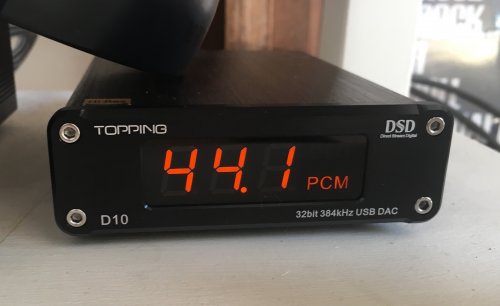 TOPPING
DSD
Direct Stream Digital
44.1 PCM
D10
32bit 384kHz USB DAC